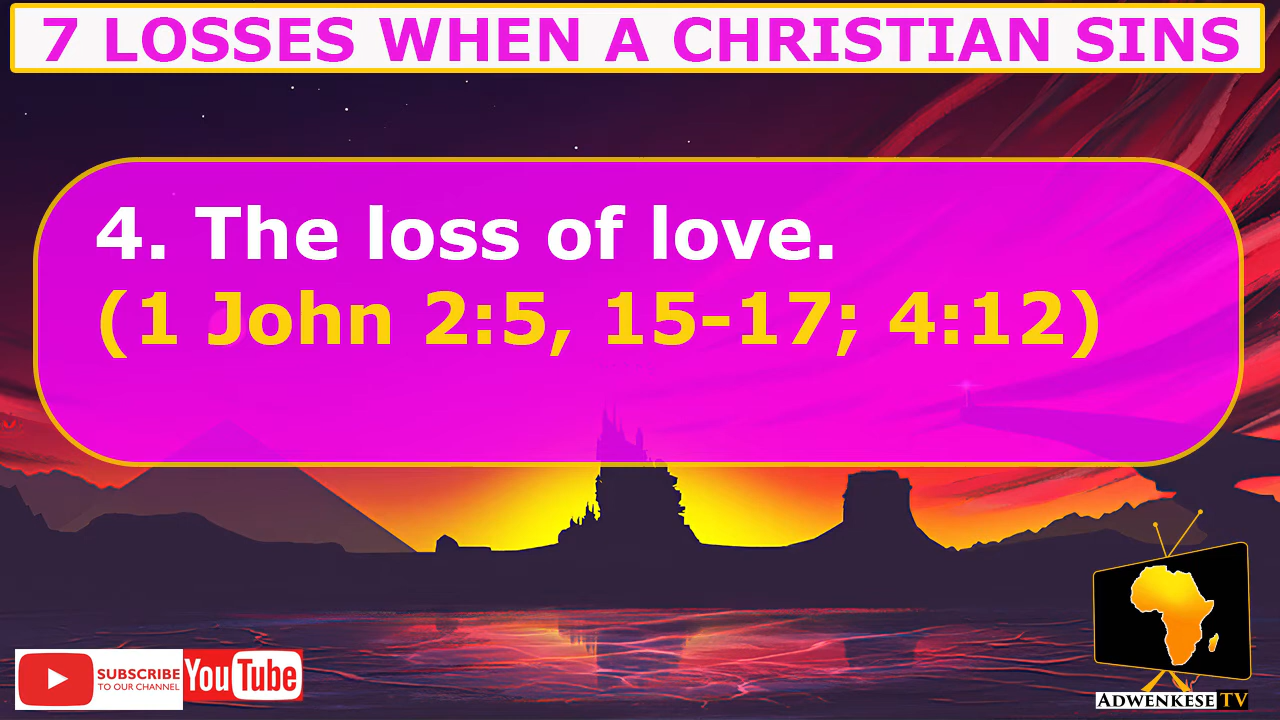 7 LOSSES WHEN A CHRISTIAN SINS
4. The loss of love.
(1 John 2:5, 15-17; 4:12)
SUBSCRIBE
TO OUR CHANNEL
YouTube
ADWENKESE TV